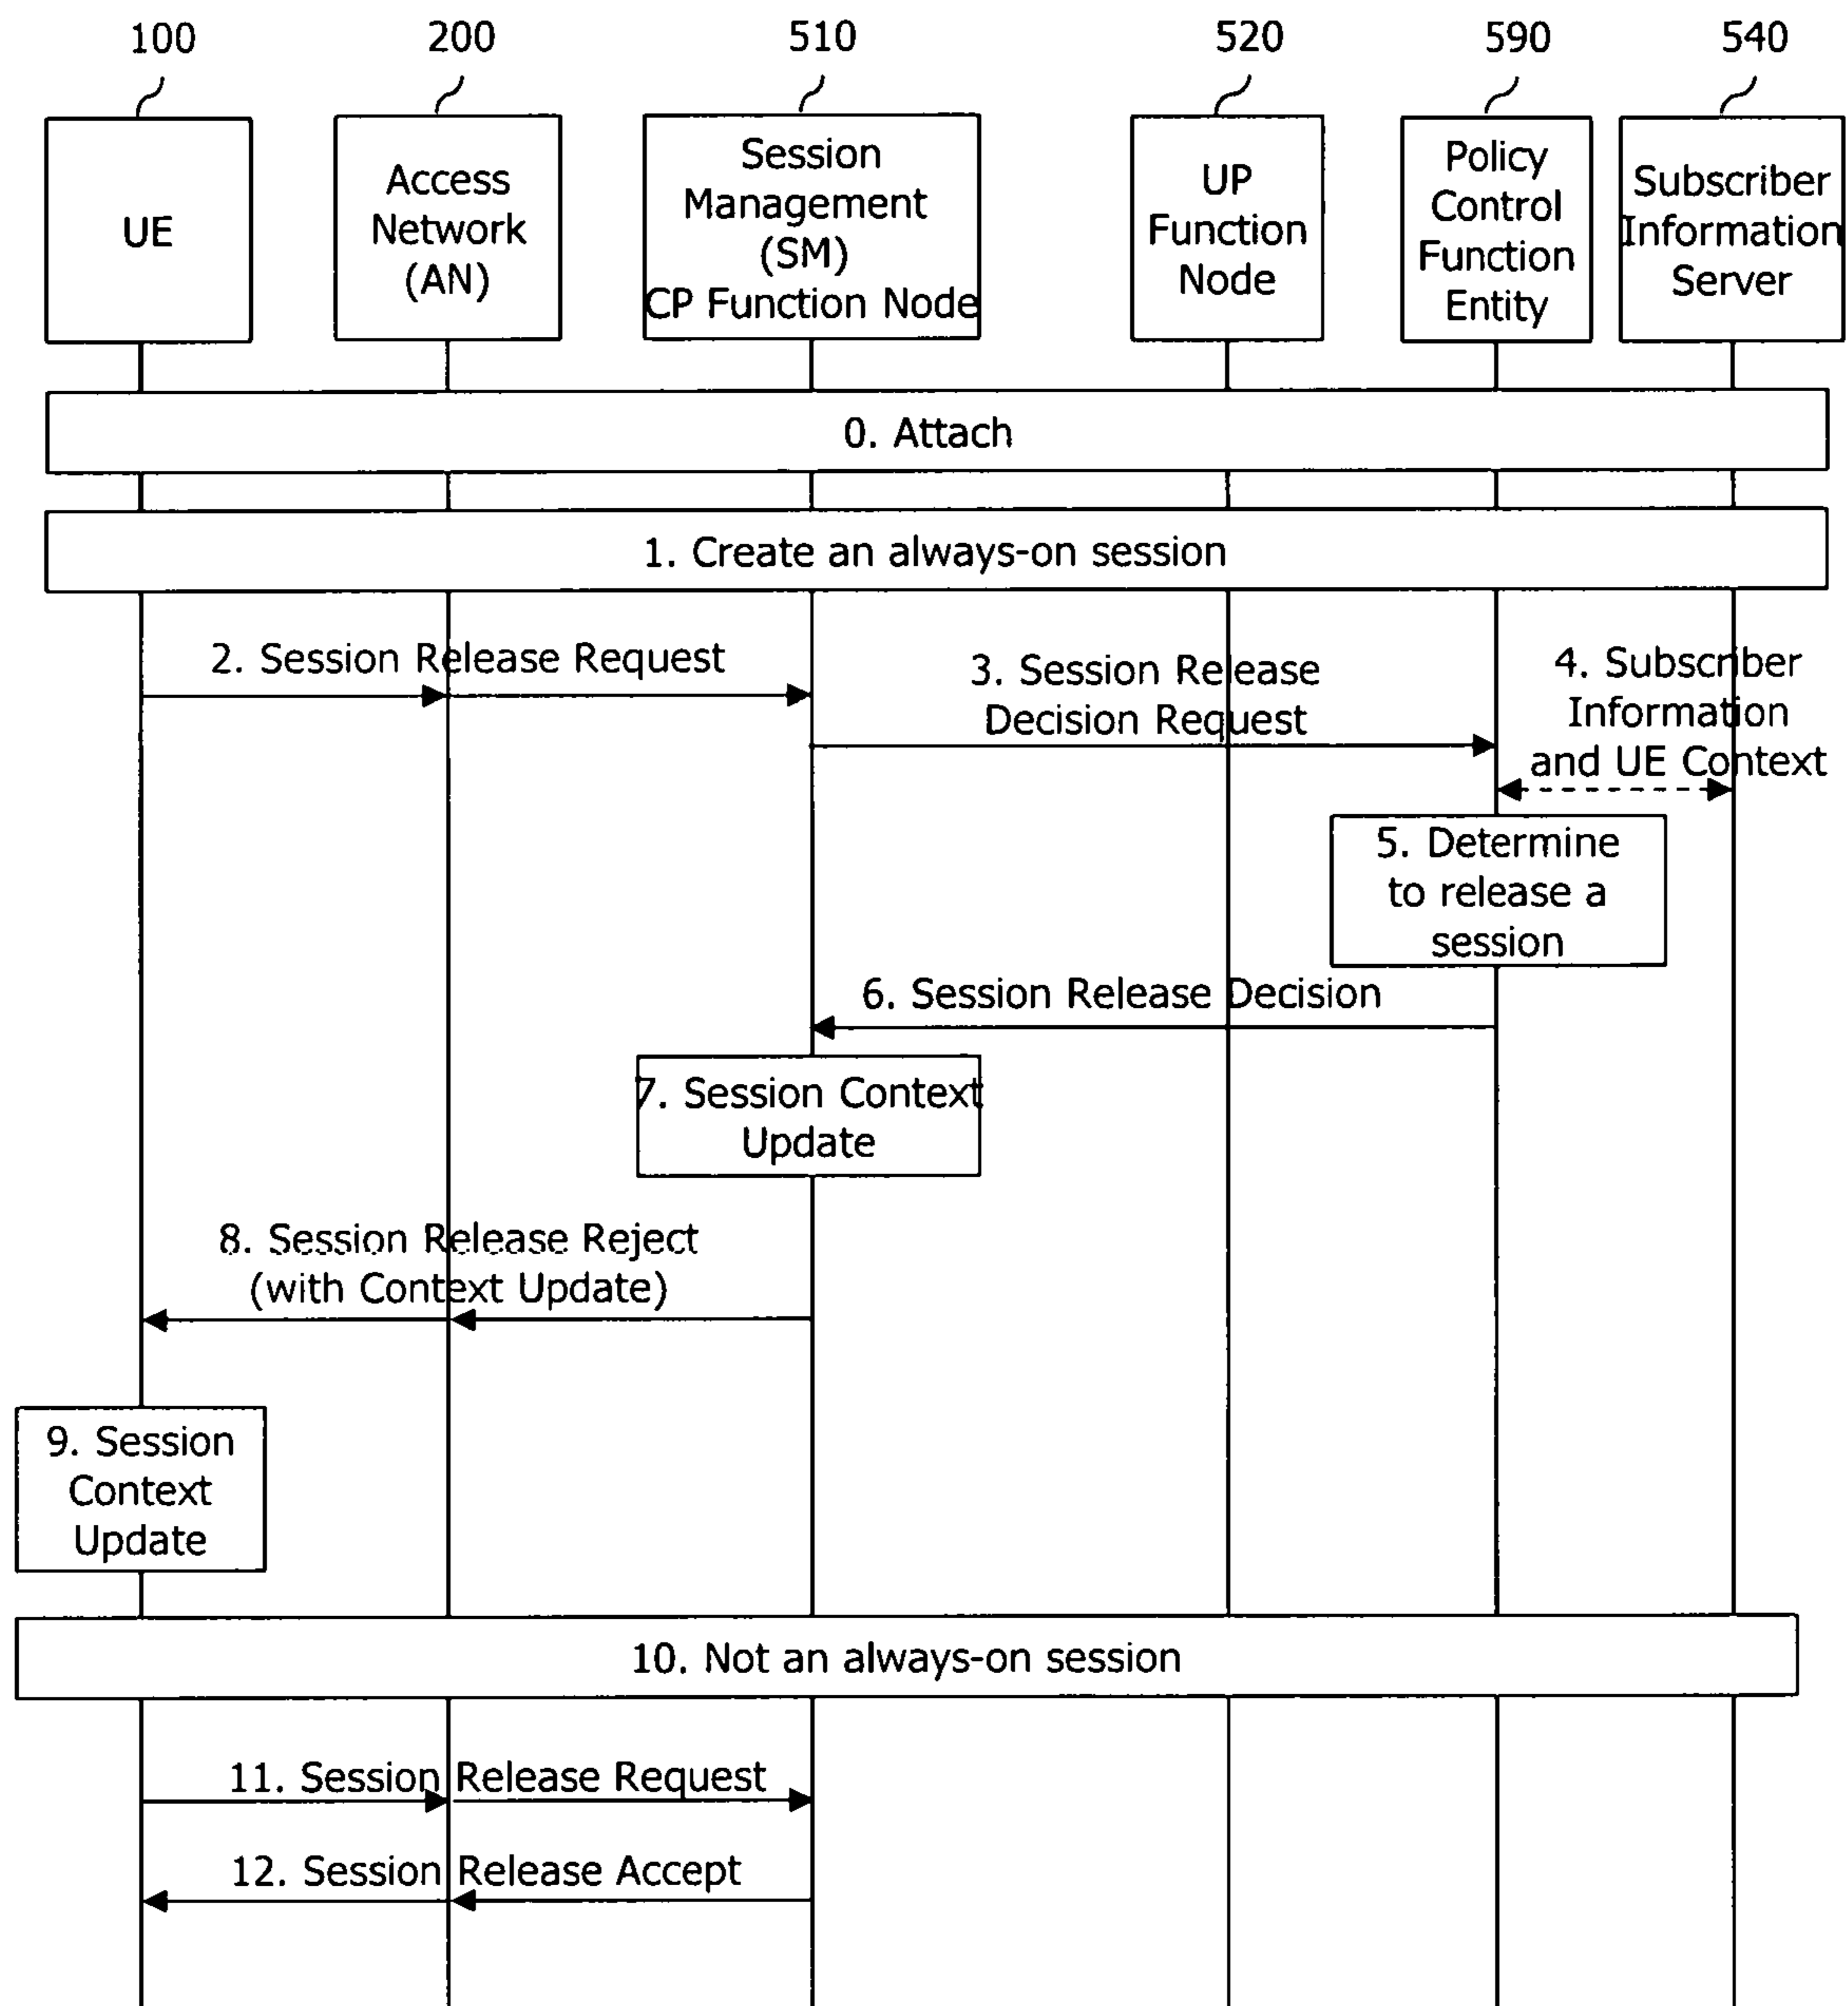 100
200
510
520
590
540
UE
Access
Network
(AN)
Session
Management
(SM)
CP Function Node
UP
Function
Node
Policy
Control
Function
Entity
Subscriber
Information
Server
0. Attach
1. Create an always-on session
2. Session Release Request
3. Session Release
Decision Request
4. Subscriber
Information
and UE Context
5. Determine
to release a
session
6. Session Release Decision
7. Session Context
Update
8. Session Release Reject
(with Context Update)
9. Session
Context
Update
10. Not an always-on session
11. Session Release Request
12. Session Release Accept